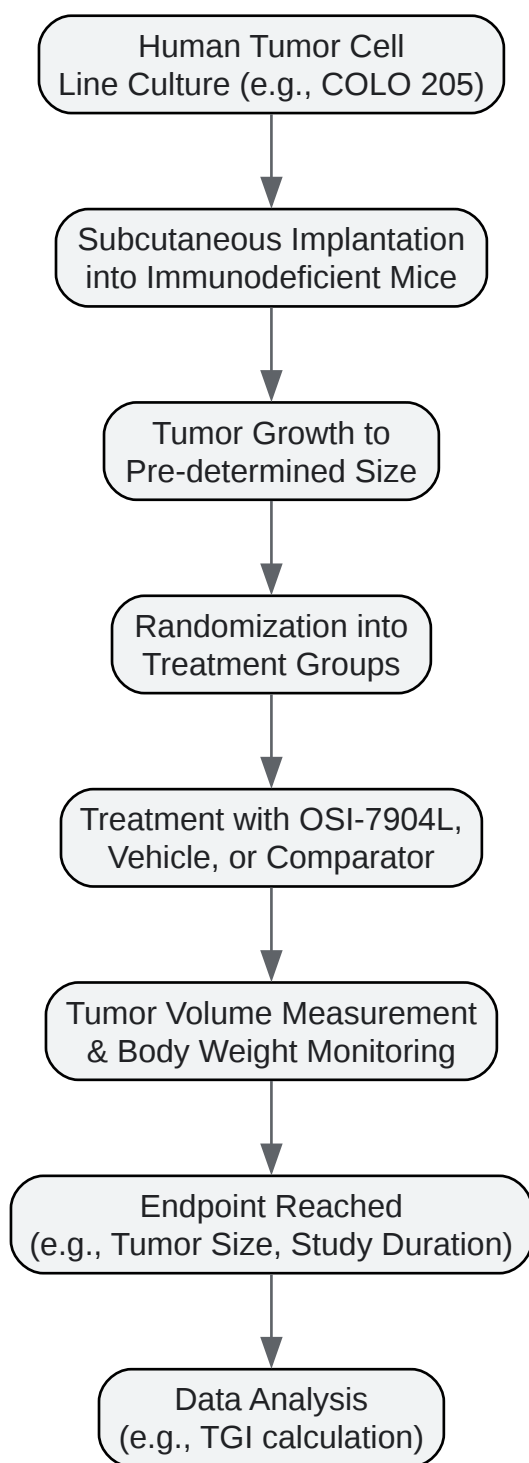 Human Tumor Cell
Line Culture (e.g., COLO 205)
Subcutaneous Implantation
into Immunodeficient Mice
Tumor Growth to
Pre-determined Size
Randomization into
Treatment Groups
Treatment with OSI-7904L,
Vehicle, or Comparator
Tumor Volume Measurement
& Body Weight Monitoring
Endpoint Reached
(e.g., Tumor Size, Study Duration)
Data Analysis
(e.g., TGI calculation)